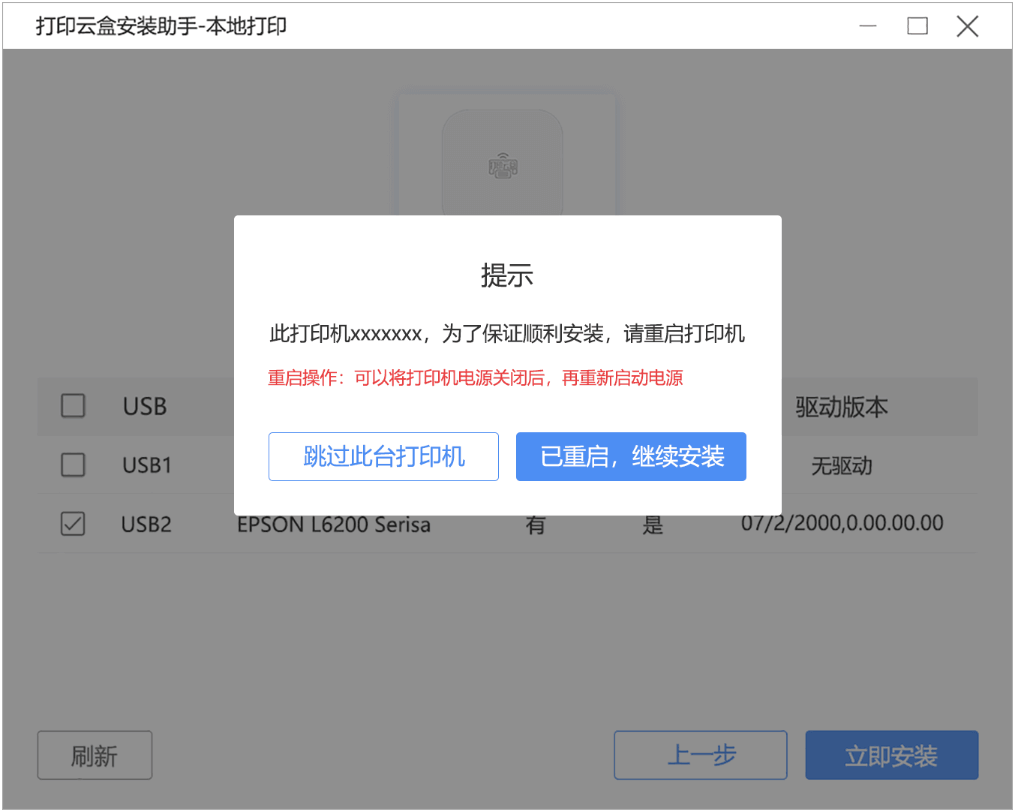 打印云盒安装助手-本地打印
提示
此打印机xxxxxxx，为了保证顺利安装，请重启打印机
重启操作：可以将打印机电源关闭后，再重新启动电源
跳过此台打印机 已重启，继续安装
USB 驱动版本
USB1 无驱动
USB2 EPSON L6200 Serisa 有 是 07/2/2000,0.00.00.00
刷新 上一步 立即安装